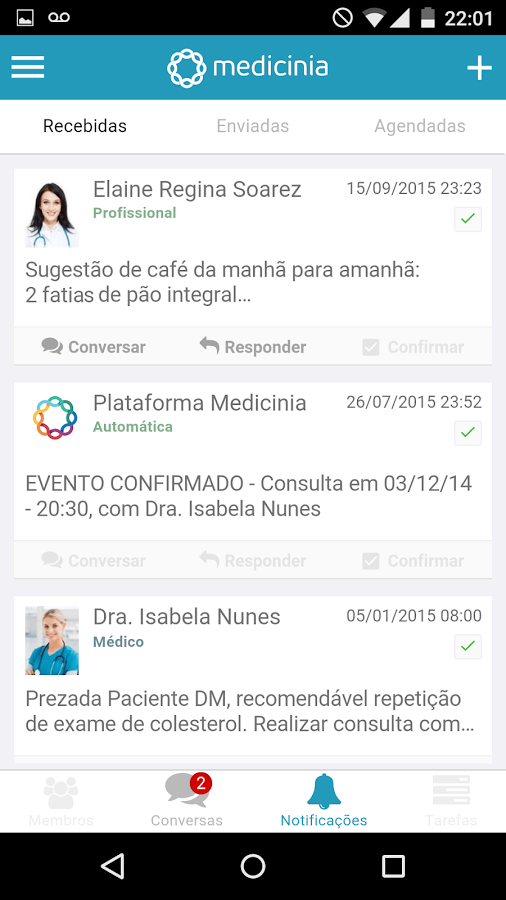 22:01
medicinia
Recebidas Enviadas Agendadas
Elaine Regina Soarez 15/09/2015 23:23
Profissional
Sugestão de café da manhã para amanhã:
2 fatias de pão integral...
Conversar Responder Confirmar
Plataforma Medicinia 26/07/2015 23:52
Automática
EVENTO CONFIRMADO - Consulta em 03/12/14
- 20:30, com Dra. Isabela Nunes
Conversar Responder Confirmar
Dra. Isabela Nunes 05/01/2015 08:00
Médico
Prezada Paciente DM, recomendável repetição
de exame de colesterol. Realizar consulta com...
2
Membros Conversas Notificações Tarefas